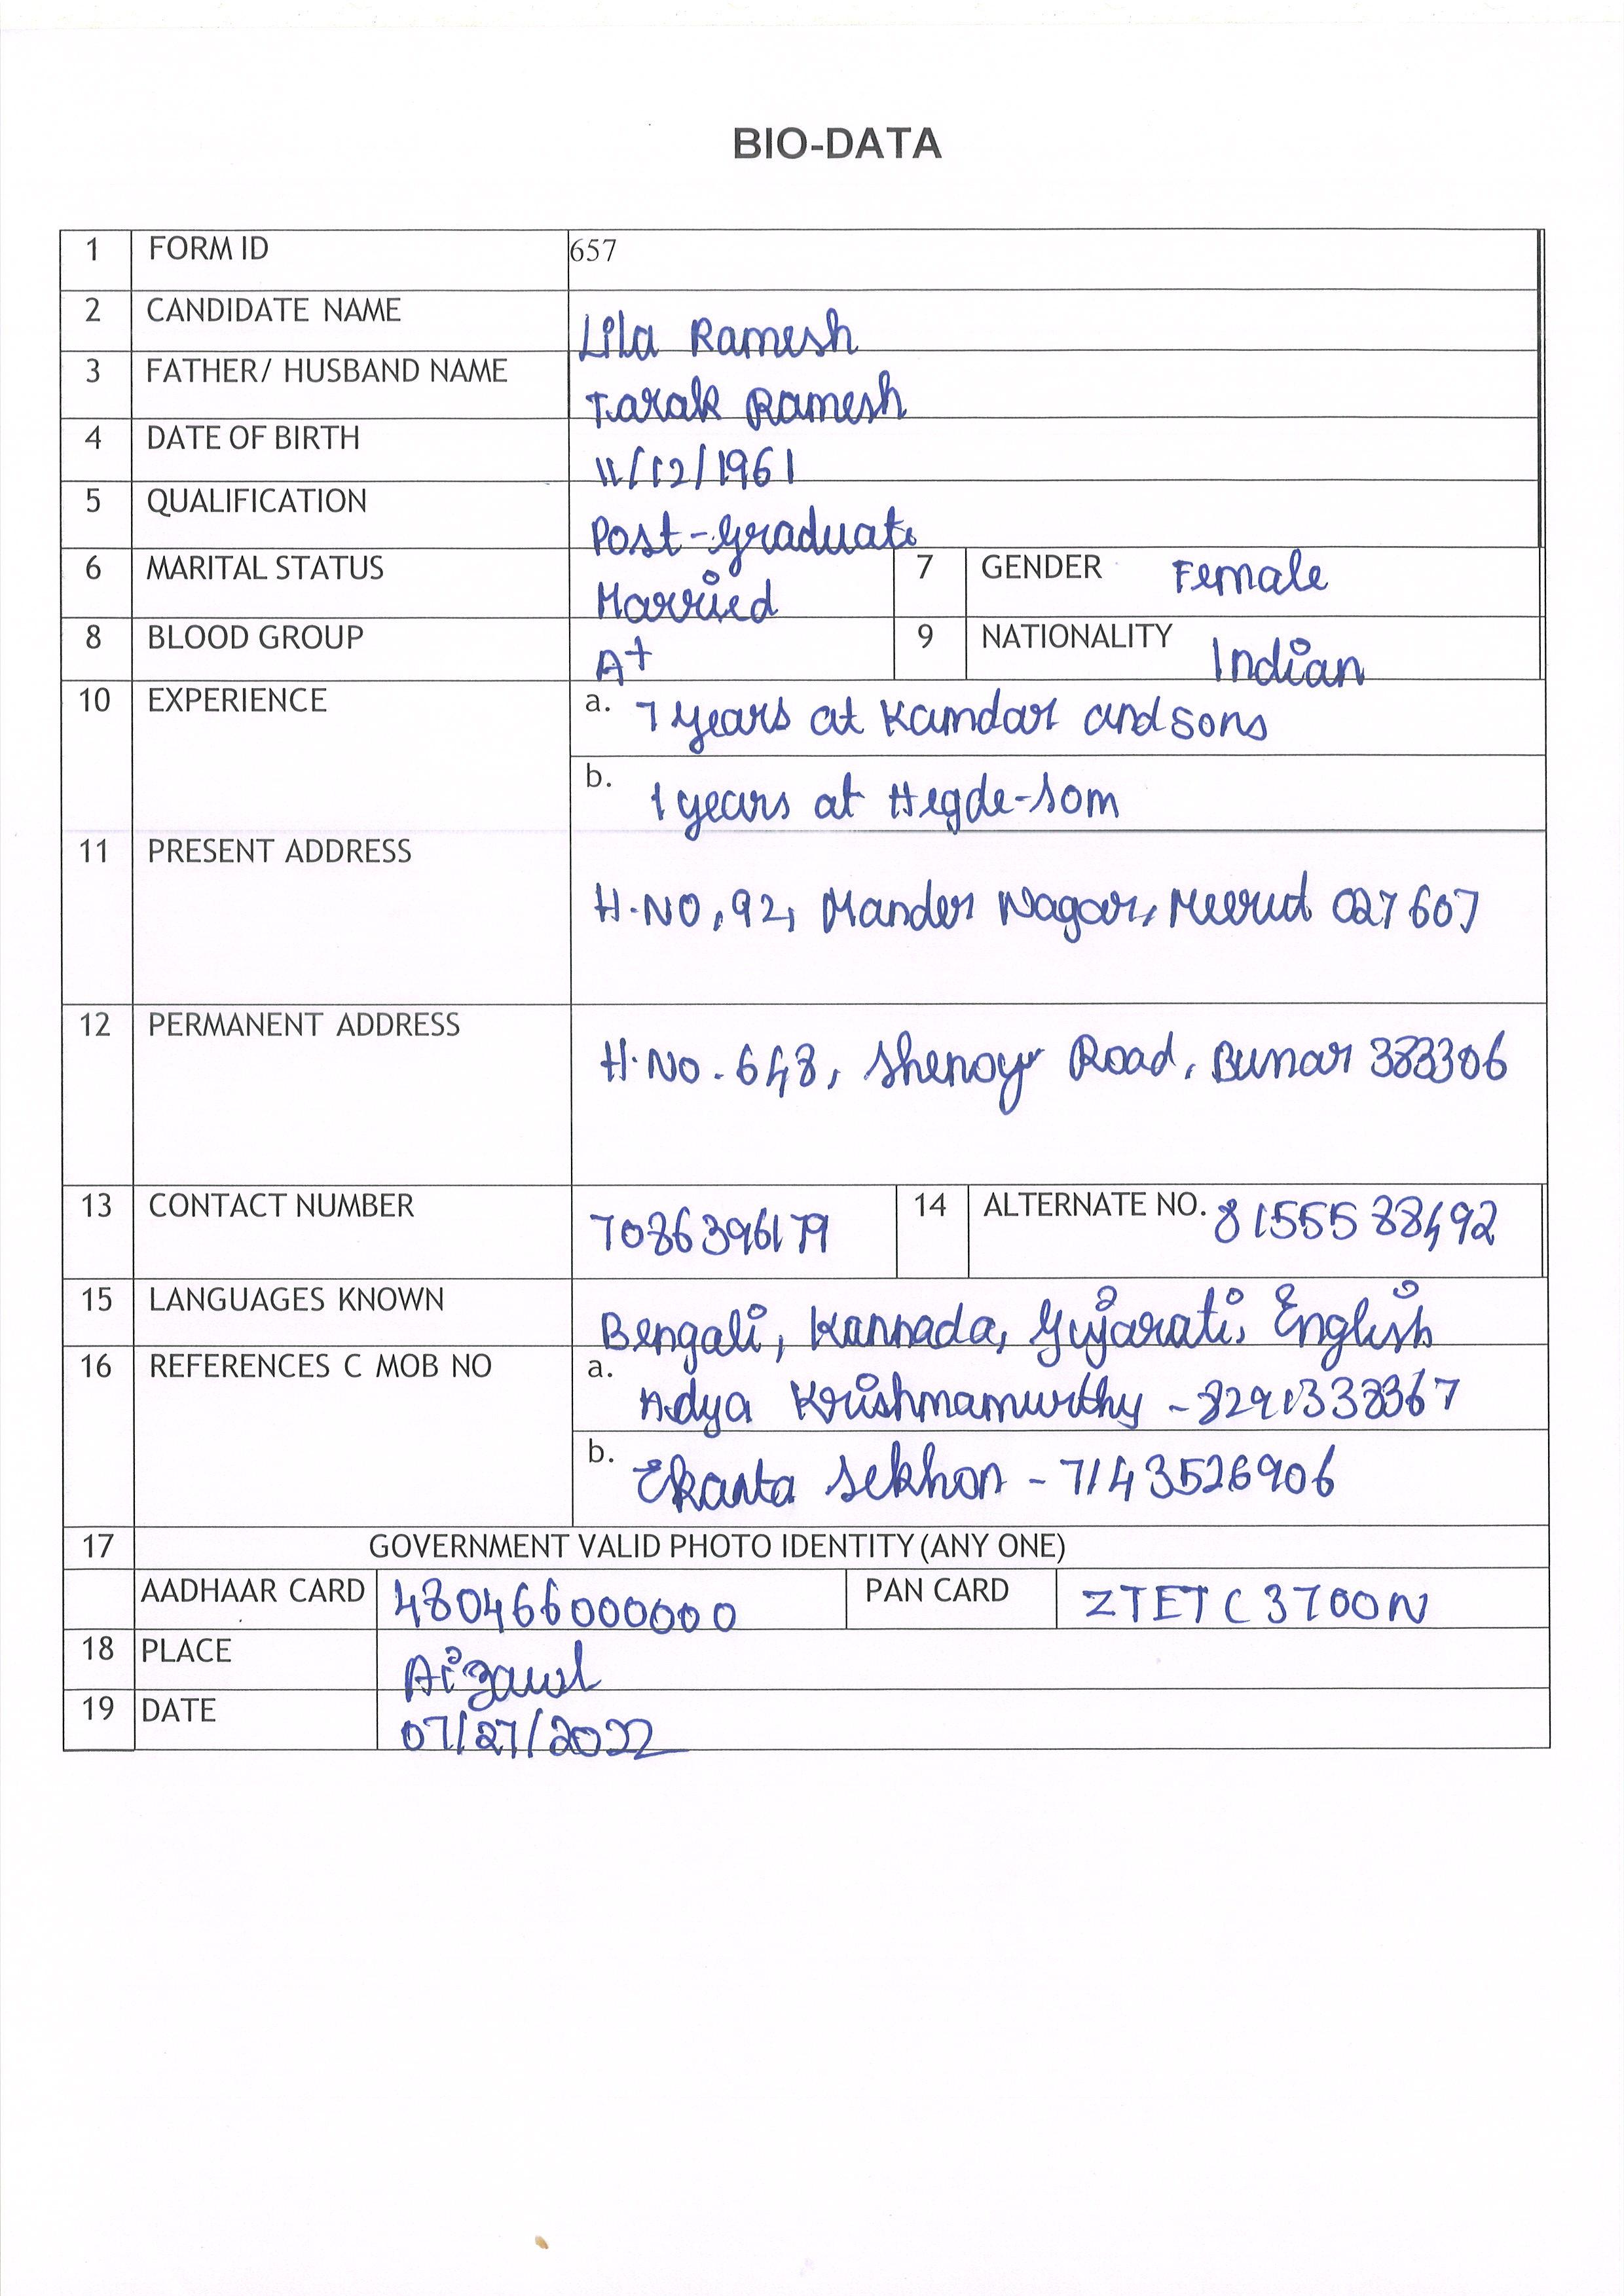 BIO-DATA
1 FORM ID 657
2 CANDIDATE NAME Lila Ramesh
3 FATHER/ HUSBAND NAME Tarak Ramesh
4 DATE OF BIRTH 11/12/1961
5 QUALIFICATION Post-graduate
6 MARITAL STATUS Married 7 GENDER Female
8 BLOOD GROUP A+ 9 NATIONALITY Indian
10 EXPERIENCE a. 7 years at Kamdar and sons
b. 1 years at Hegde-Som
11 PRESENT ADDRESS H.NO, 92, Mander Nagar, Meerut 027607
12 PERMANENT ADDRESS H.No. 648, Shenoy Road, Bunar 383306
13 CONTACT NUMBER 7086396179 14 ALTERNATE NO. 8155588492
15 LANGUAGES KNOWN Bengali, Kannada, Gujarati, English
16 REFERENCES C MOB NO a. Adya Krishnamurthy - 8291338367
b. Ekanta Sekhon - 7143526906
17 GOVERNMENT VALID PHOTO IDENTITY (ANY ONE)
AADHAAR CARD 480466000000 PAN CARD ZTETC3700N
18 PLACE Aizawl
19 DATE 07/27/2022